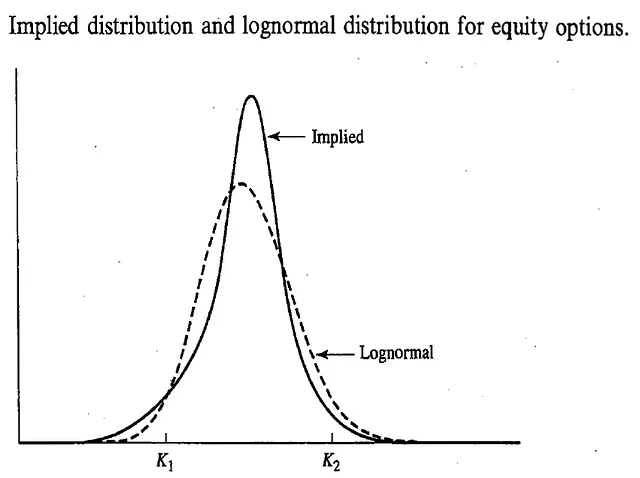 Implied distribution and lognormal distribution for equity options.
Implied
Lognormal
K₁
K₂